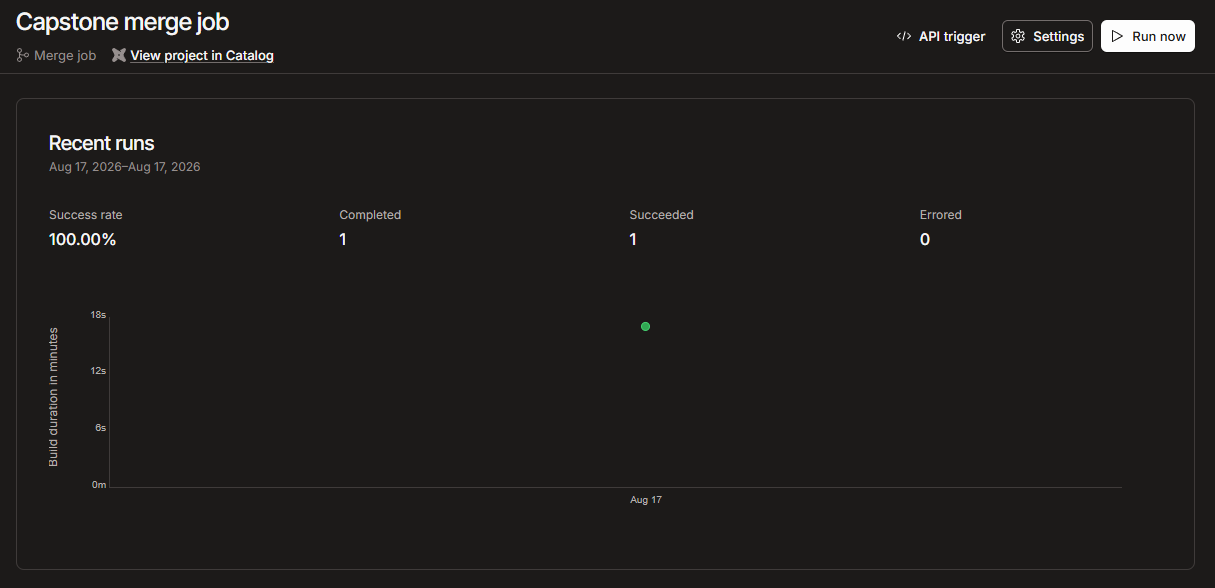 Capstone merge job
Merge job View project in Catalog
API trigger
Settings
Run now
Recent runs
Aug 17, 2026–Aug 17, 2026
Success rate
100.00%
Completed
1
Succeeded
1
Errored
0
Build duration in minutes
18s
12s
6s
0m
Aug 17